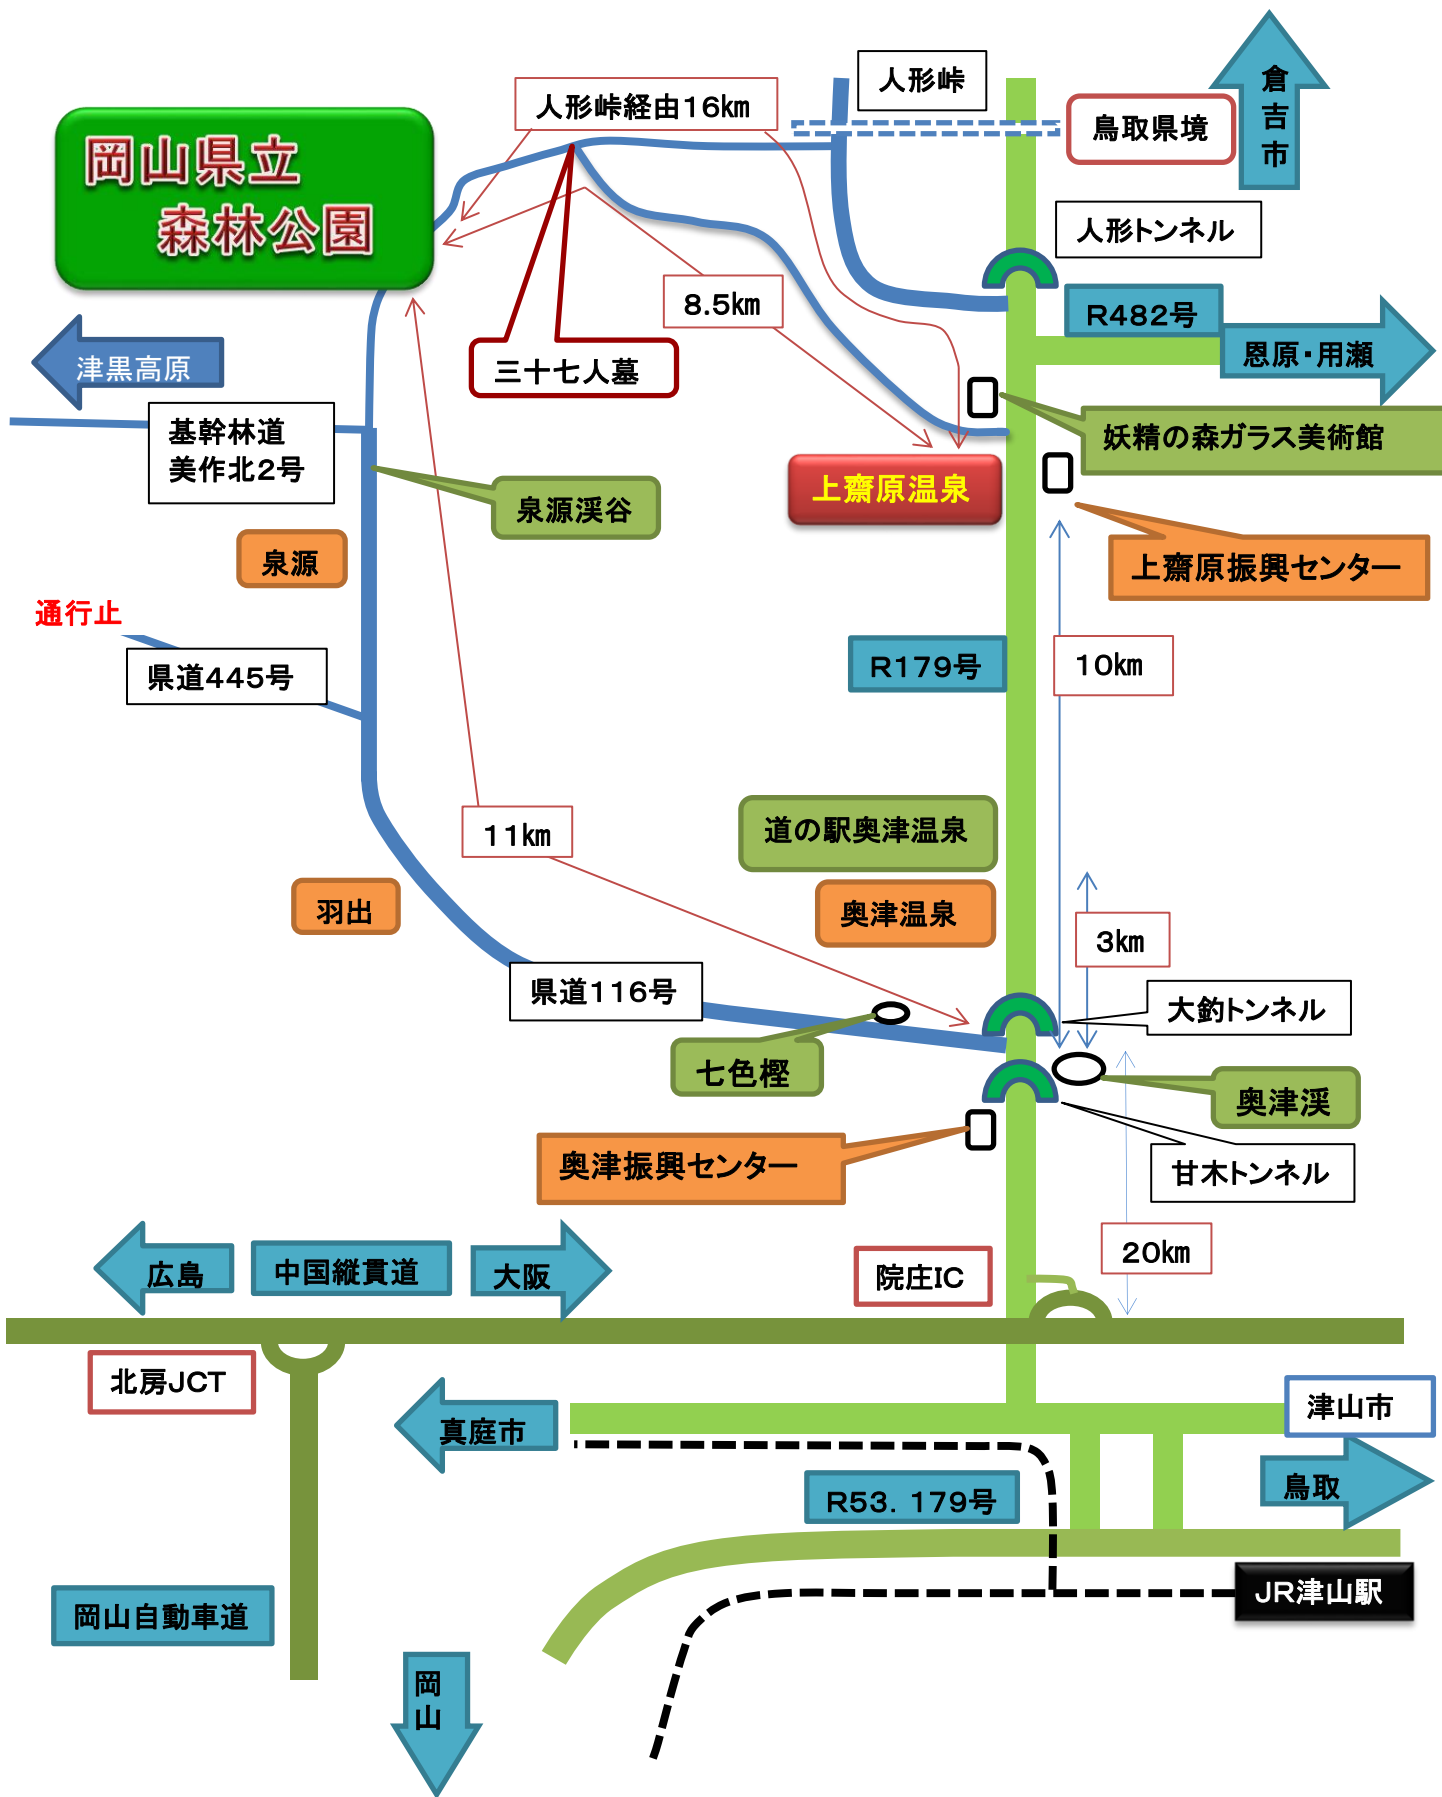 人形峠
倉吉市
人形峠経由16km
鳥取県境
岡山県立
森林公園
人形トンネル
8.5km
R482号
恩原・用瀬
津黒高原
三十七人墓
基幹林道
美作北2号
妖精の森ガラス美術館
上齋原温泉
泉源渓谷
泉源
上齋原振興センター
通行止
県道445号
R179号
10km
11km
道の駅奥津温泉
羽出
奥津温泉
3km
県道116号
大釣トンネル
七色樫
奥津渓
奥津振興センター
甘木トンネル
20km
広島
中国縦貫道
大阪
院庄IC
北房JCT
真庭市
津山市
R53．179号
鳥取
JR津山駅
岡山自動車道
岡山